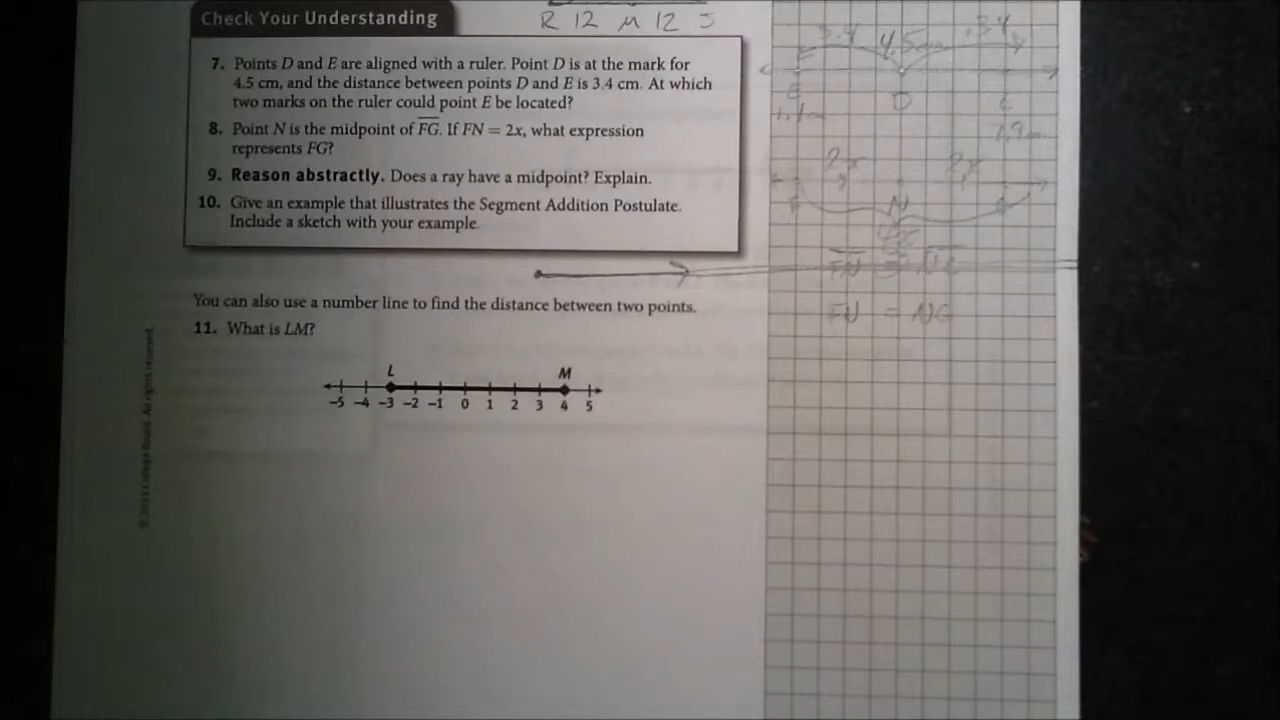 Check Your Understanding
R 12 M 12 S
7. Points D and E are aligned with a ruler. Point D is at the mark for
4.5 cm, and the distance between points D and E is 3.4 cm. At which
two marks on the ruler could point E be located?
8. Point N is the midpoint of FG. If FN = 2x, what expression
represents FG?
9. Reason abstractly. Does a ray have a midpoint? Explain.
10. Give an example that illustrates the Segment Addition Postulate.
Include a sketch with your example.
You can also use a number line to find the distance between two points.
11. What is LM?
L M
-5 -4 -3 -2 -1 0 1 2 3 4 5
© 2015 College Board. All rights reserved.
3.4 4.5cm 3.4
E D E
2x 2x
N
FN = NG